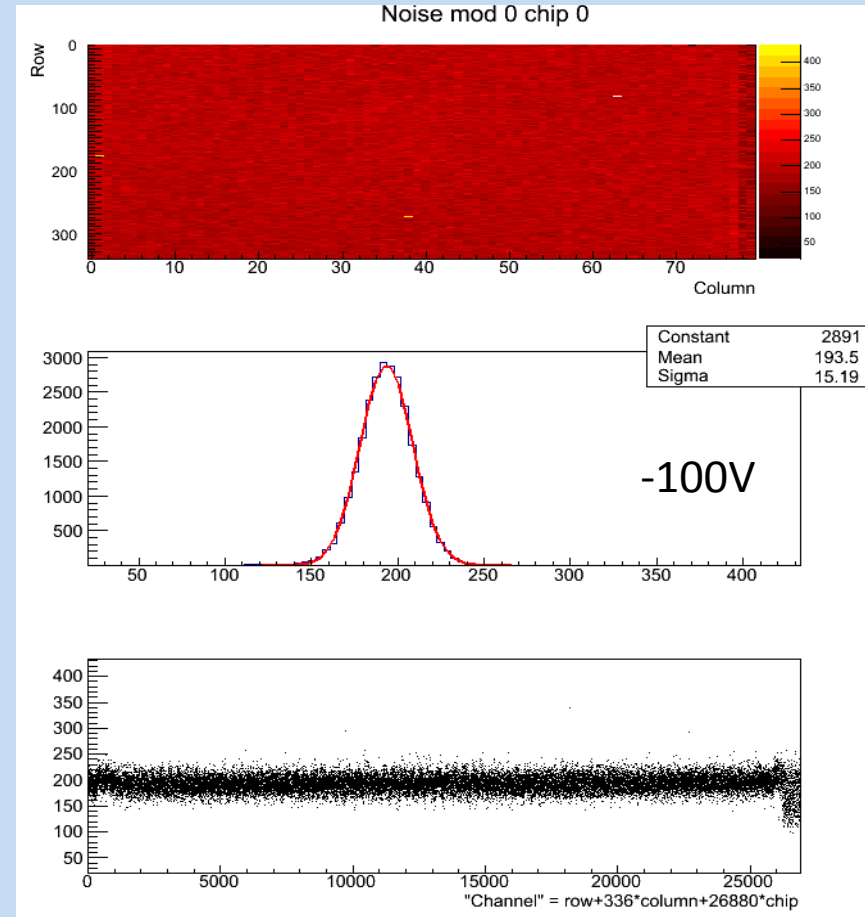 Noise mod 0 chip 0
Row
0
100
200
300
0 10 20 30 40 50 60 70
Column
400
350
300
250
200
150
100
50
Constant 2891
Mean 193.5
Sigma 15.19
3000
2500
2000
1500
1000
500
-100V
50 100 150 200 250 300 350 400
400
350
300
250
200
150
100
50
0 5000 10000 15000 20000 25000
"Channel" = row+336*column+26880*chip